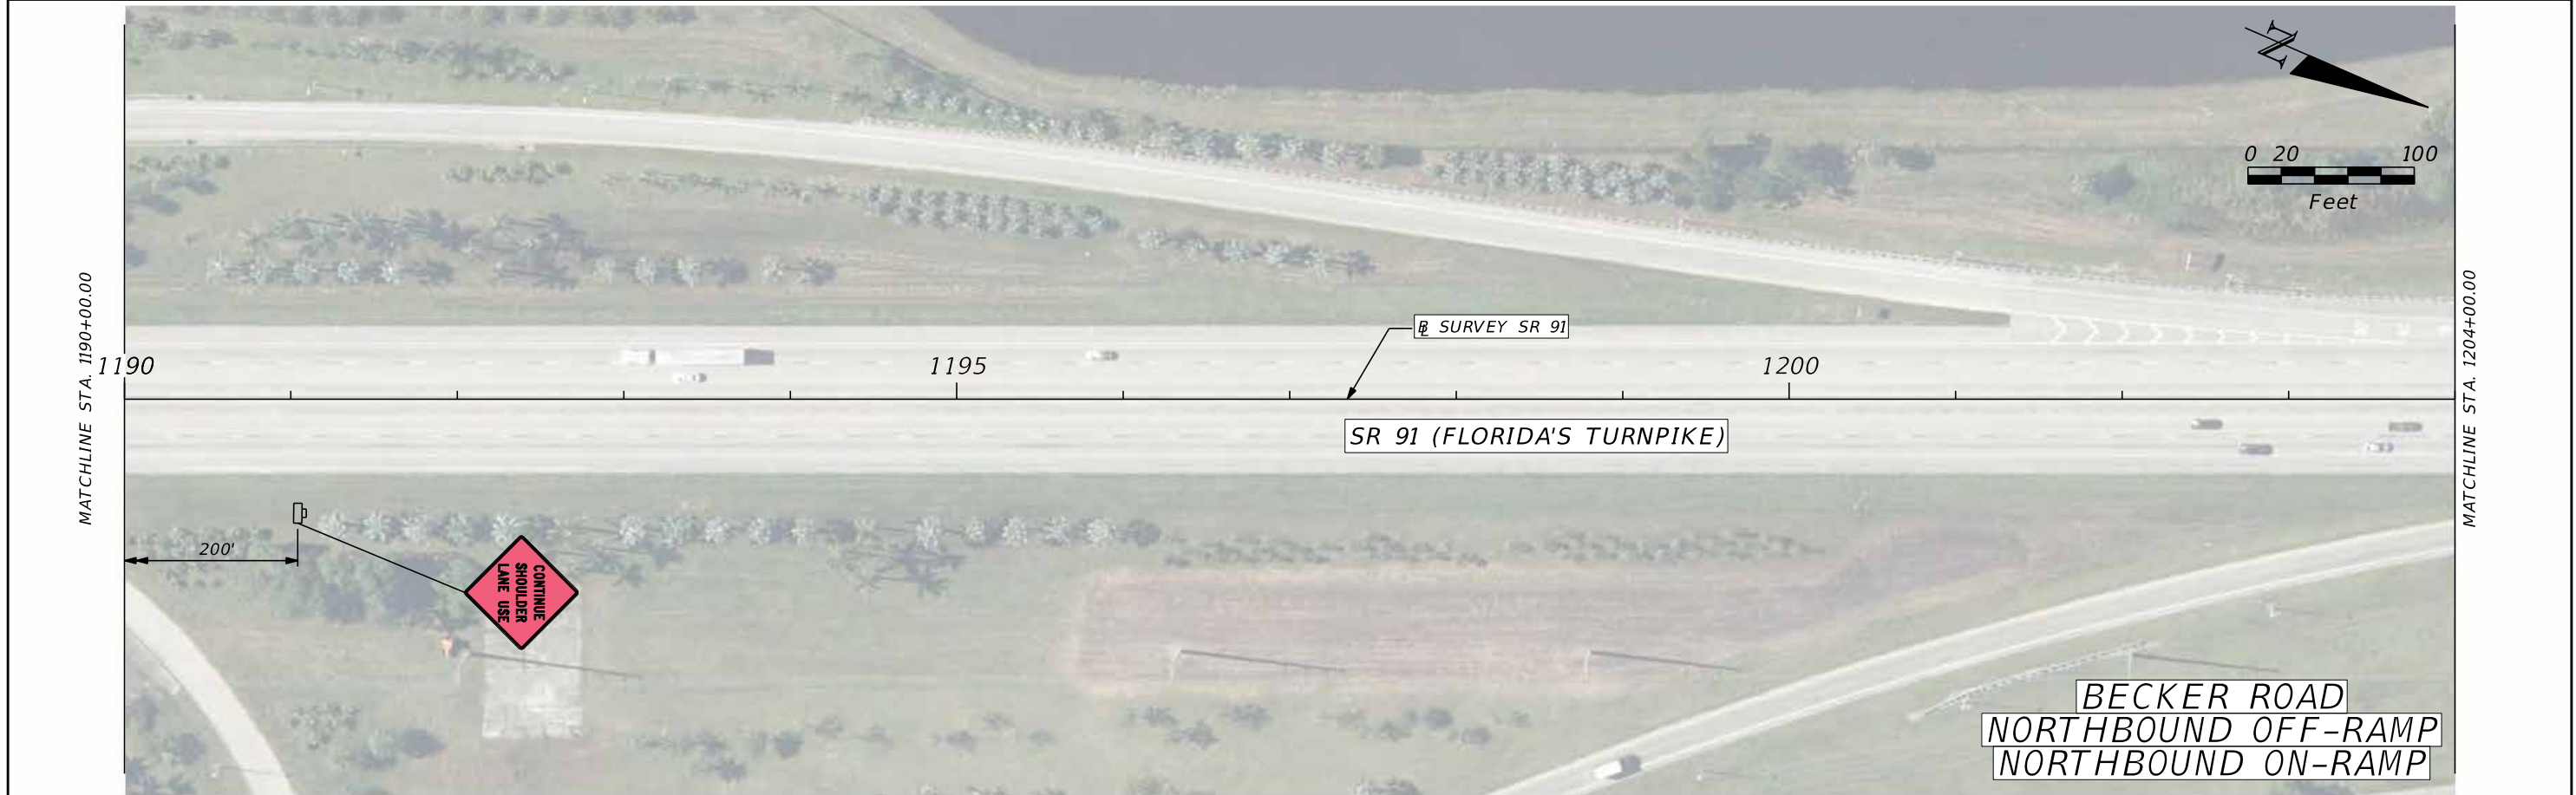 N
0 20 100
Feet
MATCHLINE STA. 1190+00.00
1190
1195
1200
MATCHLINE STA. 1204+00.00
BL SURVEY SR 91
SR 91 (FLORIDA'S TURNPIKE)
200'
CONTINUE
SHOULDER
LANE USE
BECKER ROAD
NORTHBOUND OFF-RAMP
NORTHBOUND ON-RAMP